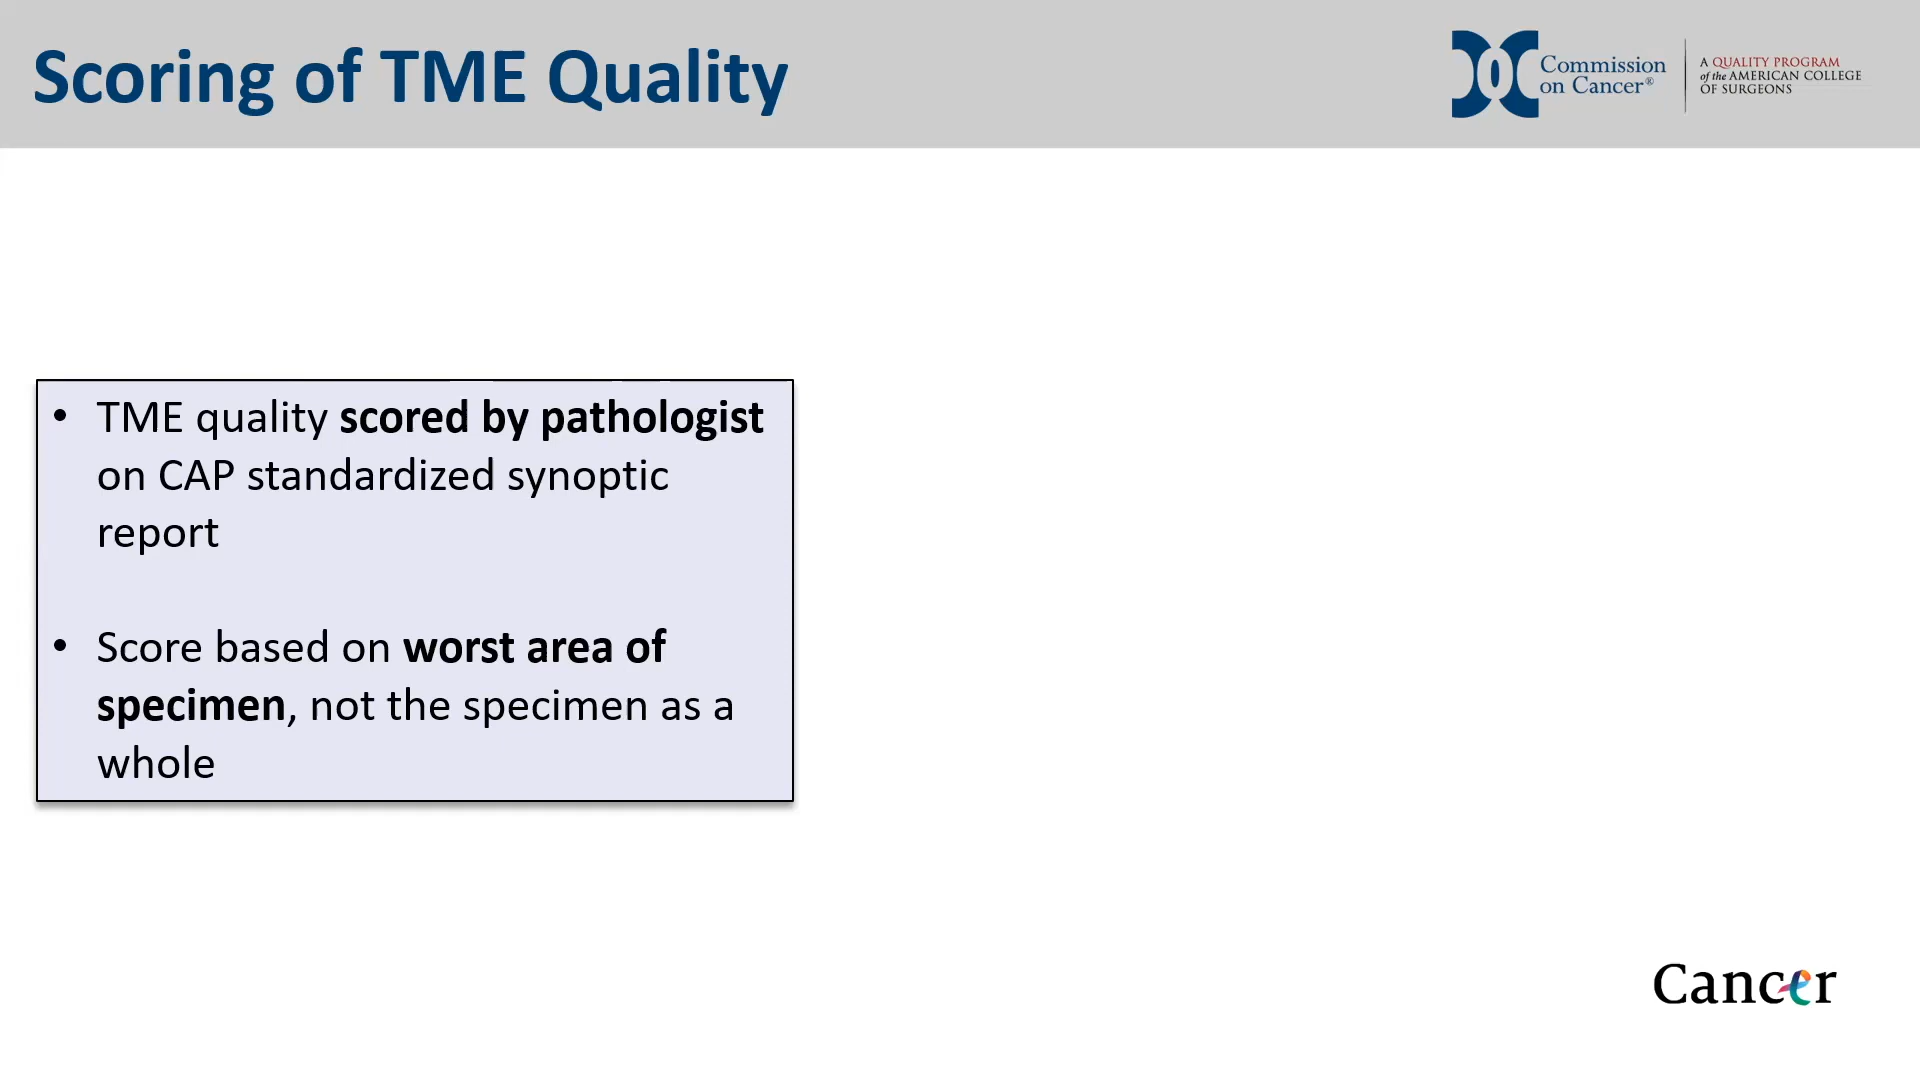 Scoring of TME Quality
Commission
on Cancer®
A QUALITY PROGRAM
of the AMERICAN COLLEGE
OF SURGEONS
• TME quality scored by pathologist
on CAP standardized synoptic
report
• Score based on worst area of
specimen, not the specimen as a
whole
Cancer